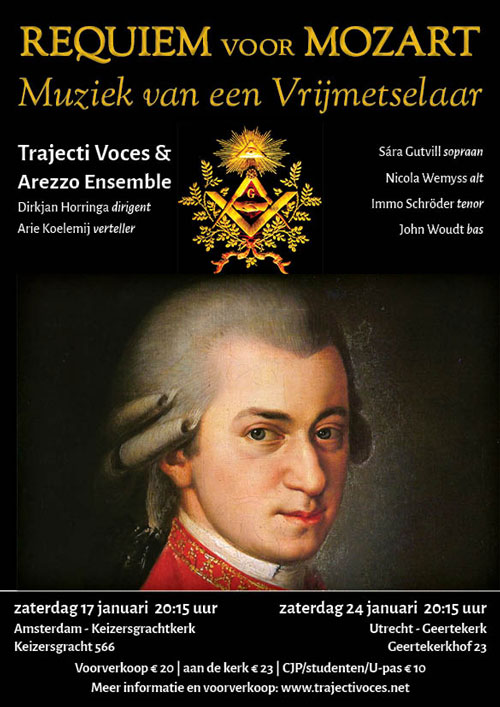 REQUIEM VOOR MOZART
Muziek van een Vrijmetselaar
Trajecti Voces &
Arezzo Ensemble
Dirkjan Horringa dirigent
Arie Koelemij verteller
G
Sára Gutvill sopraan
Nicola Wemyss alt
Immo Schröder tenor
John Woudt bas
zaterdag 17 januari 20:15 uur
Amsterdam - Keizersgrachtkerk
Keizersgracht 566
zaterdag 24 januari 20:15 uur
Utrecht - Geertekerk
Geertekerkhof 23
Voorverkoop € 20 | aan de kerk € 23 | CJP/studenten/U-pas € 10
Meer informatie en voorverkoop: www.trajectivoces.net